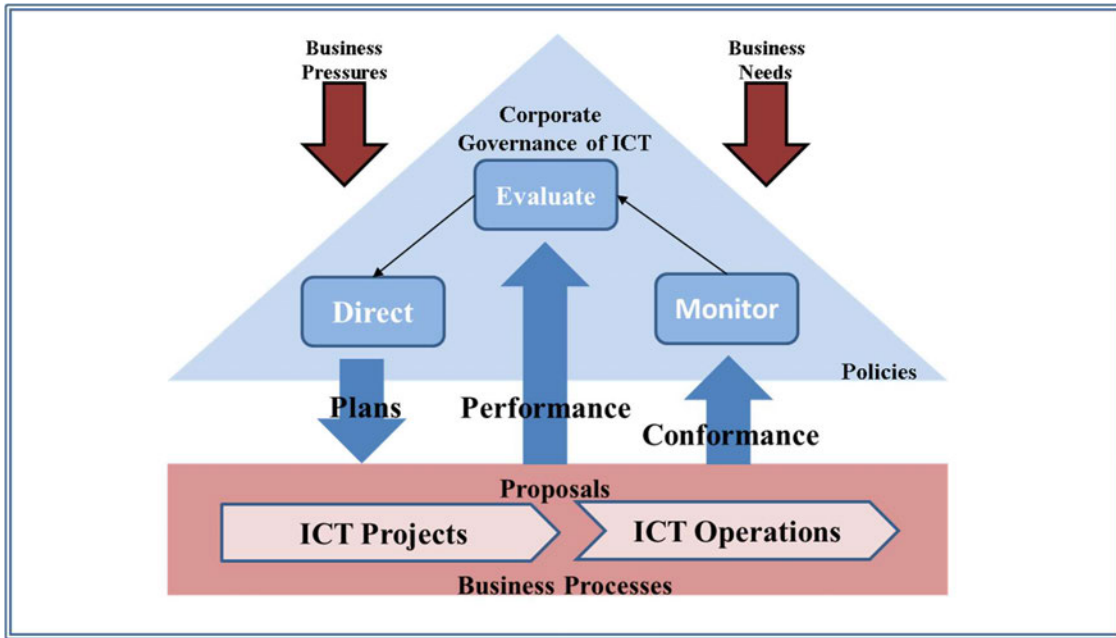 Business
Pressures
Business
Needs
Corporate
Governance of ICT
Evaluate
Direct
Monitor
Policies
Plans
Performance
Conformance
Proposals
ICT Projects
ICT Operations
Business Processes